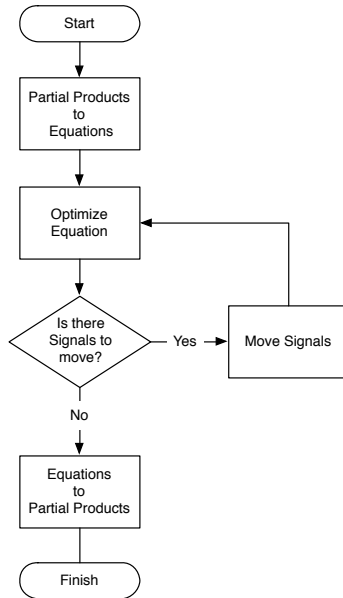 Start
Partial Products
to
Equations
Optimize
Equation
Is there
Signals to
move?
Yes
Move Signals
No
Equations
to
Partial Products
Finish